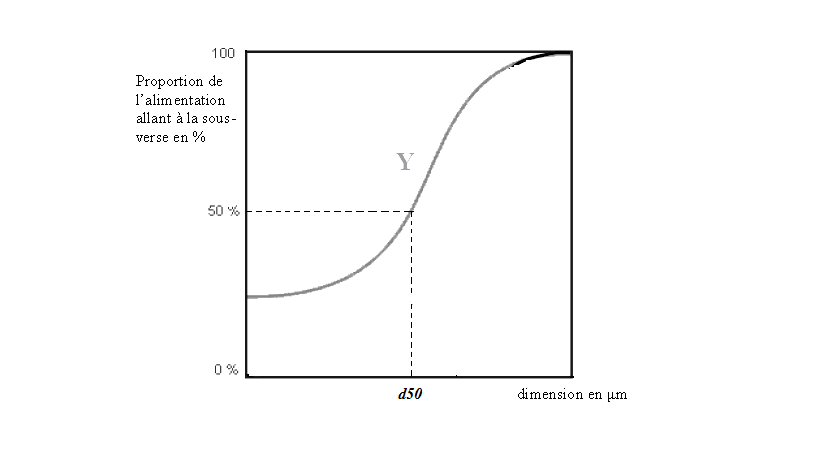 100
Proportion de
l'alimentation
allant à la sous-
verse en %
Y
50 %
0 %
d50
dimension en µm